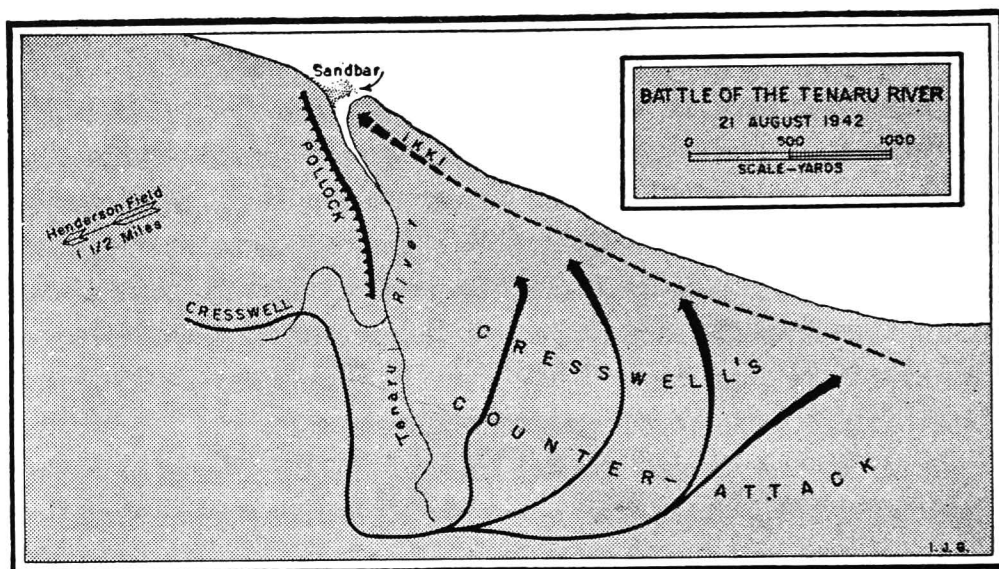 Sandbar
BATTLE OF THE TENARU RIVER
21 AUGUST 1942
0 500 1000
SCALE-YARDS
IKKI
POLLOCK
Henderson Field
1 1/2 Miles
Tenaru River
CRESSWELL
CRESSWELL'S
COUNTER-ATTACK
I.J.G.